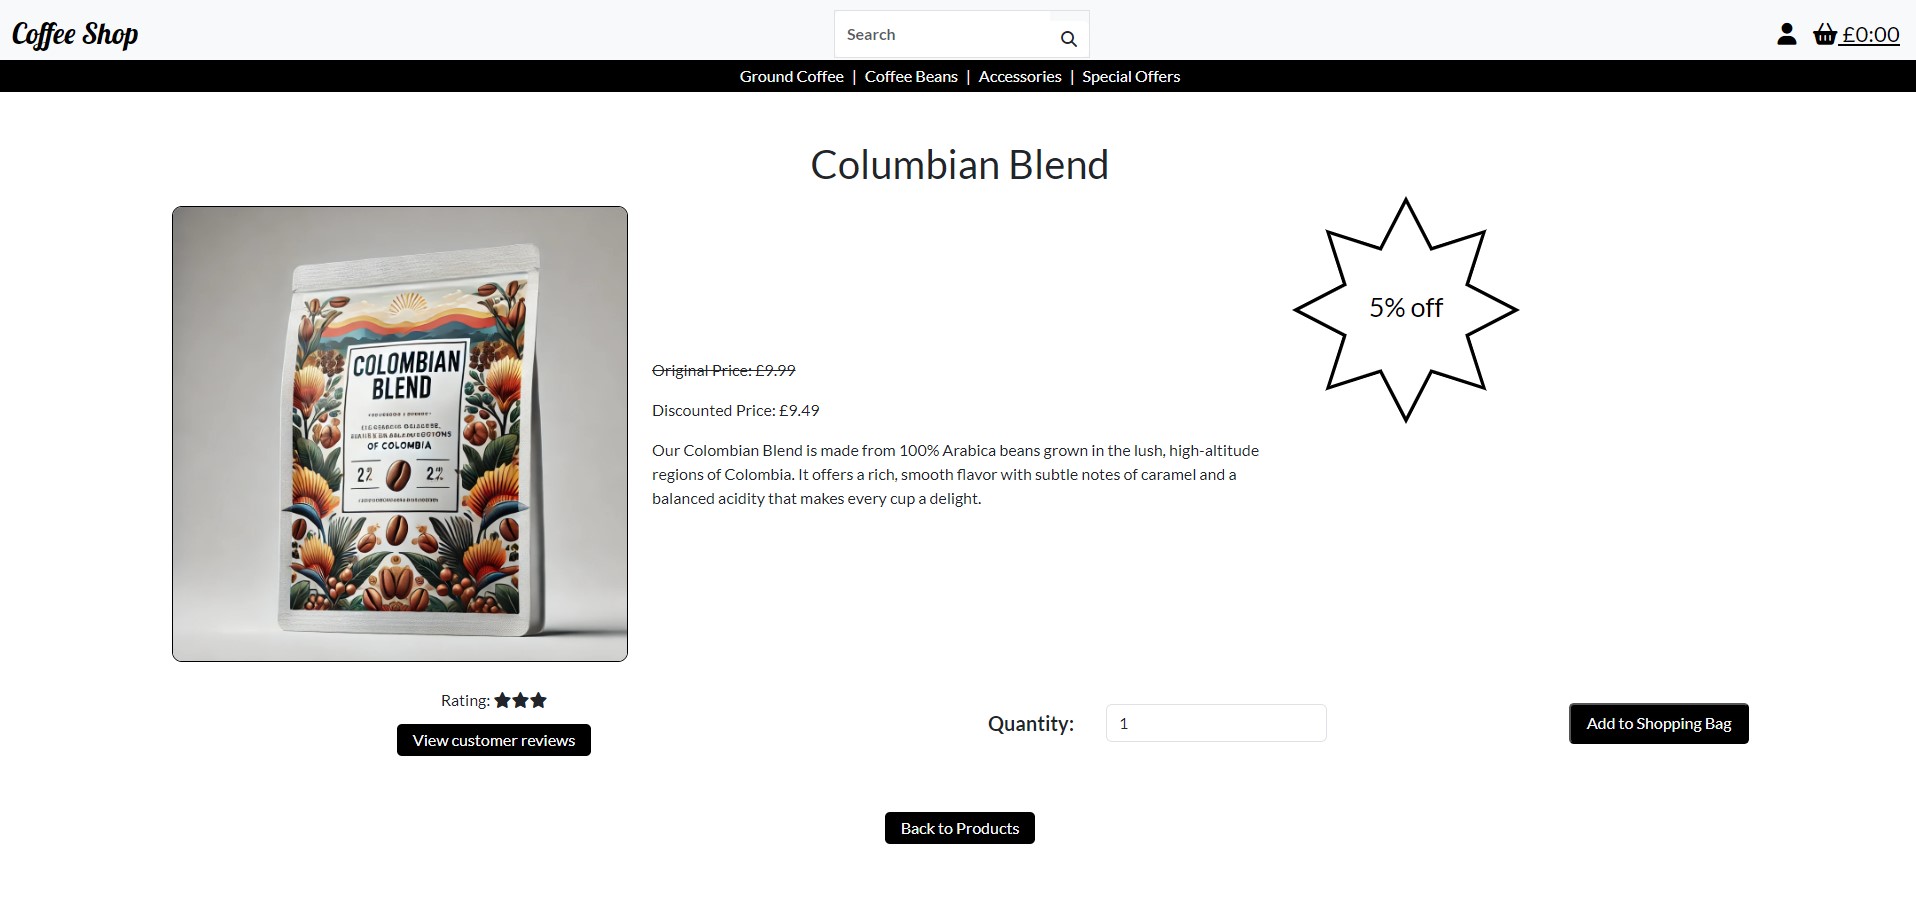 Coffee Shop
Search
£0:00
Ground Coffee | Coffee Beans | Accessories | Special Offers
Columbian Blend
5% off
COLOMBIAN
BLEND
OF COLOMBIA
Original Price: £9.99
Discounted Price: £9.49
Our Colombian Blend is made from 100% Arabica beans grown in the lush, high-altitude
regions of Colombia. It offers a rich, smooth flavor with subtle notes of caramel and a
balanced acidity that makes every cup a delight.
Rating:
View customer reviews
Quantity:
1
Add to Shopping Bag
Back to Products